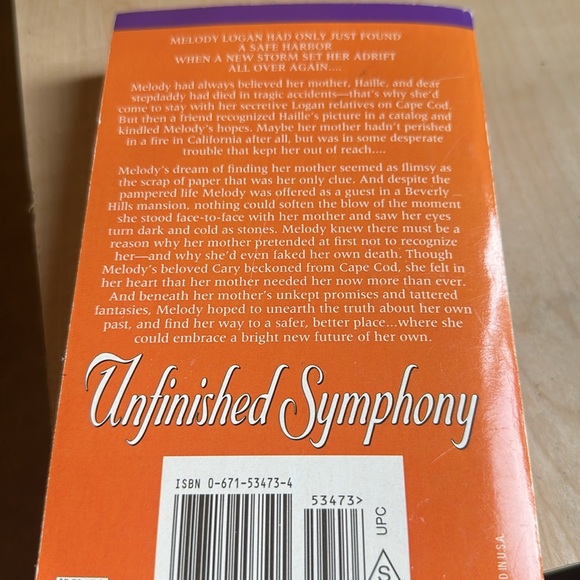 MELODY LOGAN HAD ONLY JUST FOUND
A SAFE HARBOR
WHEN A NEW STORM SET HER ADRIFT
ALL OVER AGAIN....
Melody had always believed her mother, Haille, and dear
stepdaddy had died in tragic accidents—that's why she'd
come to stay with her secretive Logan relatives on Cape Cod.
But then a friend recognized Haille's picture in a catalog and
kindled Melody's hopes. Maybe her mother hadn't perished
in a fire in California after all, but was in some desperate
trouble that kept her out of reach....
Melody's dream of finding her mother seemed as flimsy as
the scrap of paper that was her only clue. And despite the
pampered life Melody was offered as a guest in a Beverly
Hills mansion, nothing could soften the blow of the moment
she stood face-to-face with her mother and saw her eyes
turn dark and cold as stones. Melody knew there must be a
reason why her mother pretended at first not to recognize
her—and why she'd even faked her own death. Though
Melody's beloved Cary beckoned from Cape Cod, she felt in
her heart that her mother needed her now more than ever.
And beneath her mother's unkept promises and tattered
fantasies, Melody hoped to unearth the truth about her own
past, and find her way to a safer, better place...where she
could embrace a bright new future of her own.
Unfinished Symphony
ISBN 0-671-53473-4
53473>
UPC
S
D IN U.S.A.